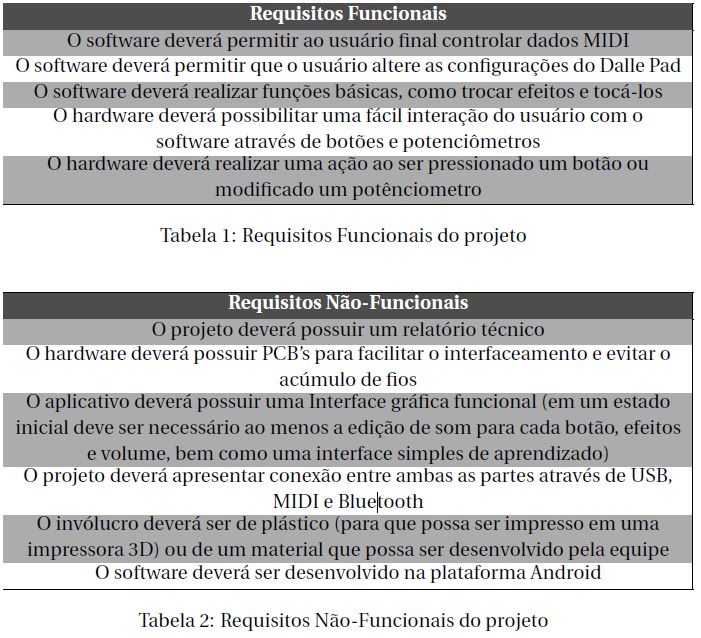 Requisitos Funcionais
O software deverá permitir ao usuário final controlar dados MIDI
O software deverá permitir que o usuário altere as configurações do Dalle Pad
O software deverá realizar funções básicas, como trocar efeitos e tocá-los
O hardware deverá possibilitar uma fácil interação do usuário com o
software através de botões e potenciômetros
O hardware deverá realizar uma ação ao ser pressionado um botão ou
modificado um potênciometro
Tabela 1: Requisitos Funcionais do projeto
Requisitos Não-Funcionais
O projeto deverá possuir um relatório técnico
O hardware deverá possuir PCB's para facilitar o interfaceamento e evitar o
acúmulo de fios
O aplicativo deverá possuir uma Interface gráfica funcional (em um estado
inicial deve ser necessário ao menos a edição de som para cada botão, efeitos
e volume, bem como uma interface simples de aprendizado)
O projeto deverá apresentar conexão entre ambas as partes através de USB,
MIDI e Bluetooth
O invólucro deverá ser de plástico (para que possa ser impresso em uma
impressora 3D) ou de um material que possa ser desenvolvido pela equipe
O software deverá ser desenvolvido na plataforma Android
Tabela 2: Requisitos Não-Funcionais do projeto